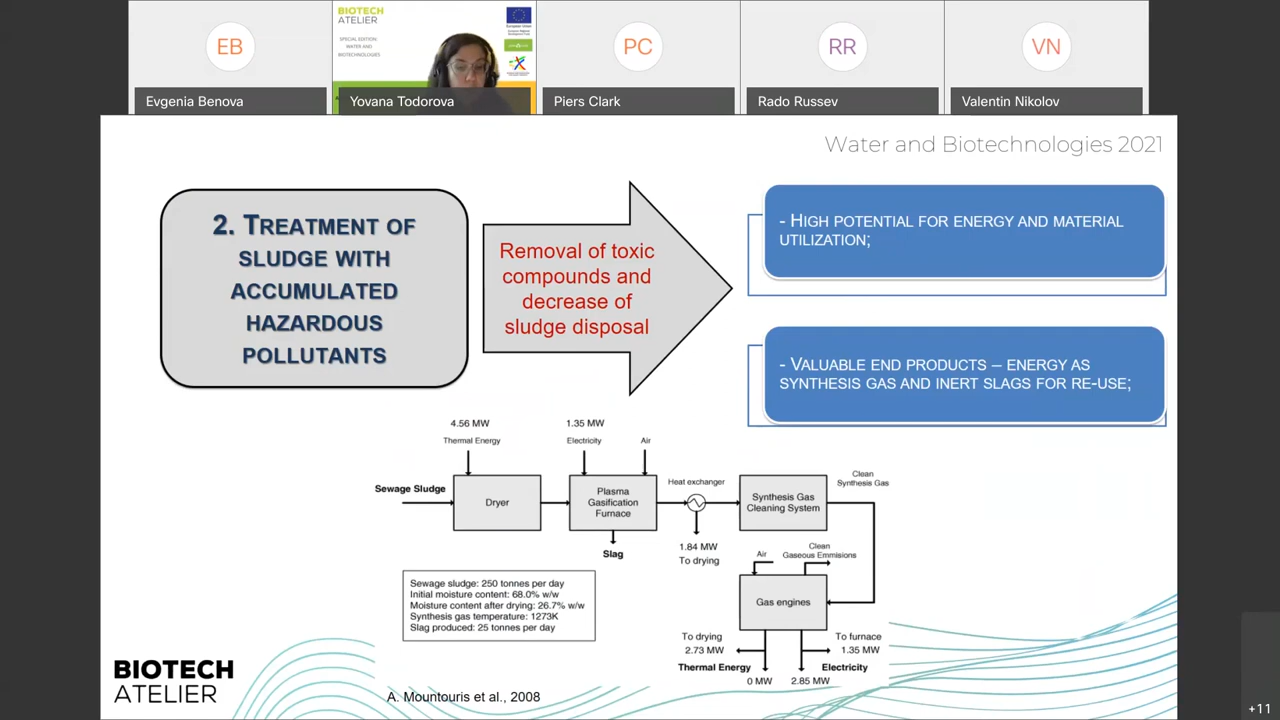 EB
BIOTECH
ATELIER
SPECIAL EDITION:
WATER AND
BIOTECHNOLOGIES
European Union
PC
RR
VN
Evgenia Benova
Yovana Todorova
Piers Clark
Rado Russev
Valentin Nikolov
Water and Biotechnologies 2021
2. TREATMENT OF
SLUDGE WITH
ACCUMULATED
HAZARDOUS
POLLUTANTS
Removal of toxic
compounds and
decrease of
sludge disposal
- HIGH POTENTIAL FOR ENERGY AND MATERIAL
UTILIZATION;
- VALUABLE END PRODUCTS – ENERGY AS
SYNTHESIS GAS AND INERT SLAGS FOR RE-USE;
4.56 MW
Thermal Energy
1.35 MW
Electricity
Air
Sewage Sludge
Dryer
Plasma
Gasification
Furnace
Heat exchanger
Synthesis Gas
Cleaning System
Clean
Synthesis Gas
Slag
1.84 MW
To drying
Air
Clean
Gaseous Emmisions
Gas engines
Sewage sludge: 250 tonnes per day
Initial moisture content: 68.0% w/w
Moisture content after drying: 26.7% w/w
Synthesis gas temperature: 1273K
Slag produced: 25 tonnes per day
To drying
2.73 MW
To furnace
1.35 MW
Thermal Energy
Electricity
0 MW
2.85 MW
BIOTECH
ATELIER
A. Mountouris et al., 2008
+11